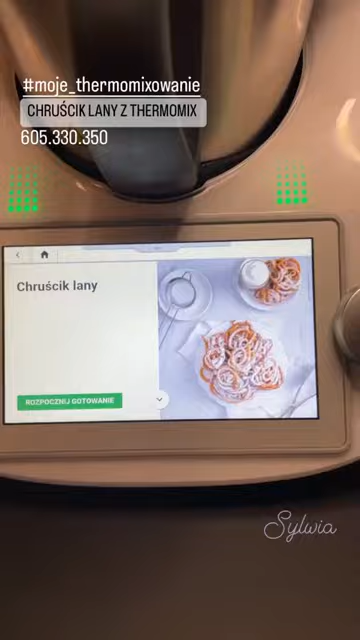 #moje_thermomixowanie
CHRUŚCIK LANY Z THERMOMIX
605.330.350
Chruścik lany
ROZPOCZNIJ GOTOWANIE
Sylwia